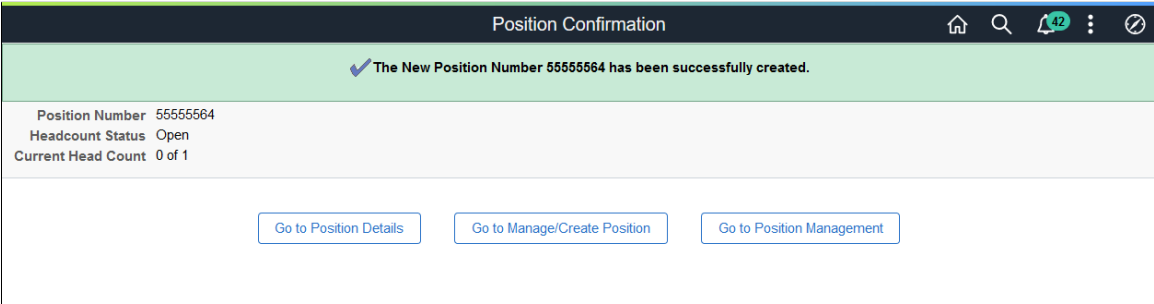 Position Confirmation
42
The New Position Number 55555564 has been successfully created.
Position Number 55555564
Headcount Status Open
Current Head Count 0 of 1
Go to Position Details Go to Manage/Create Position Go to Position Management